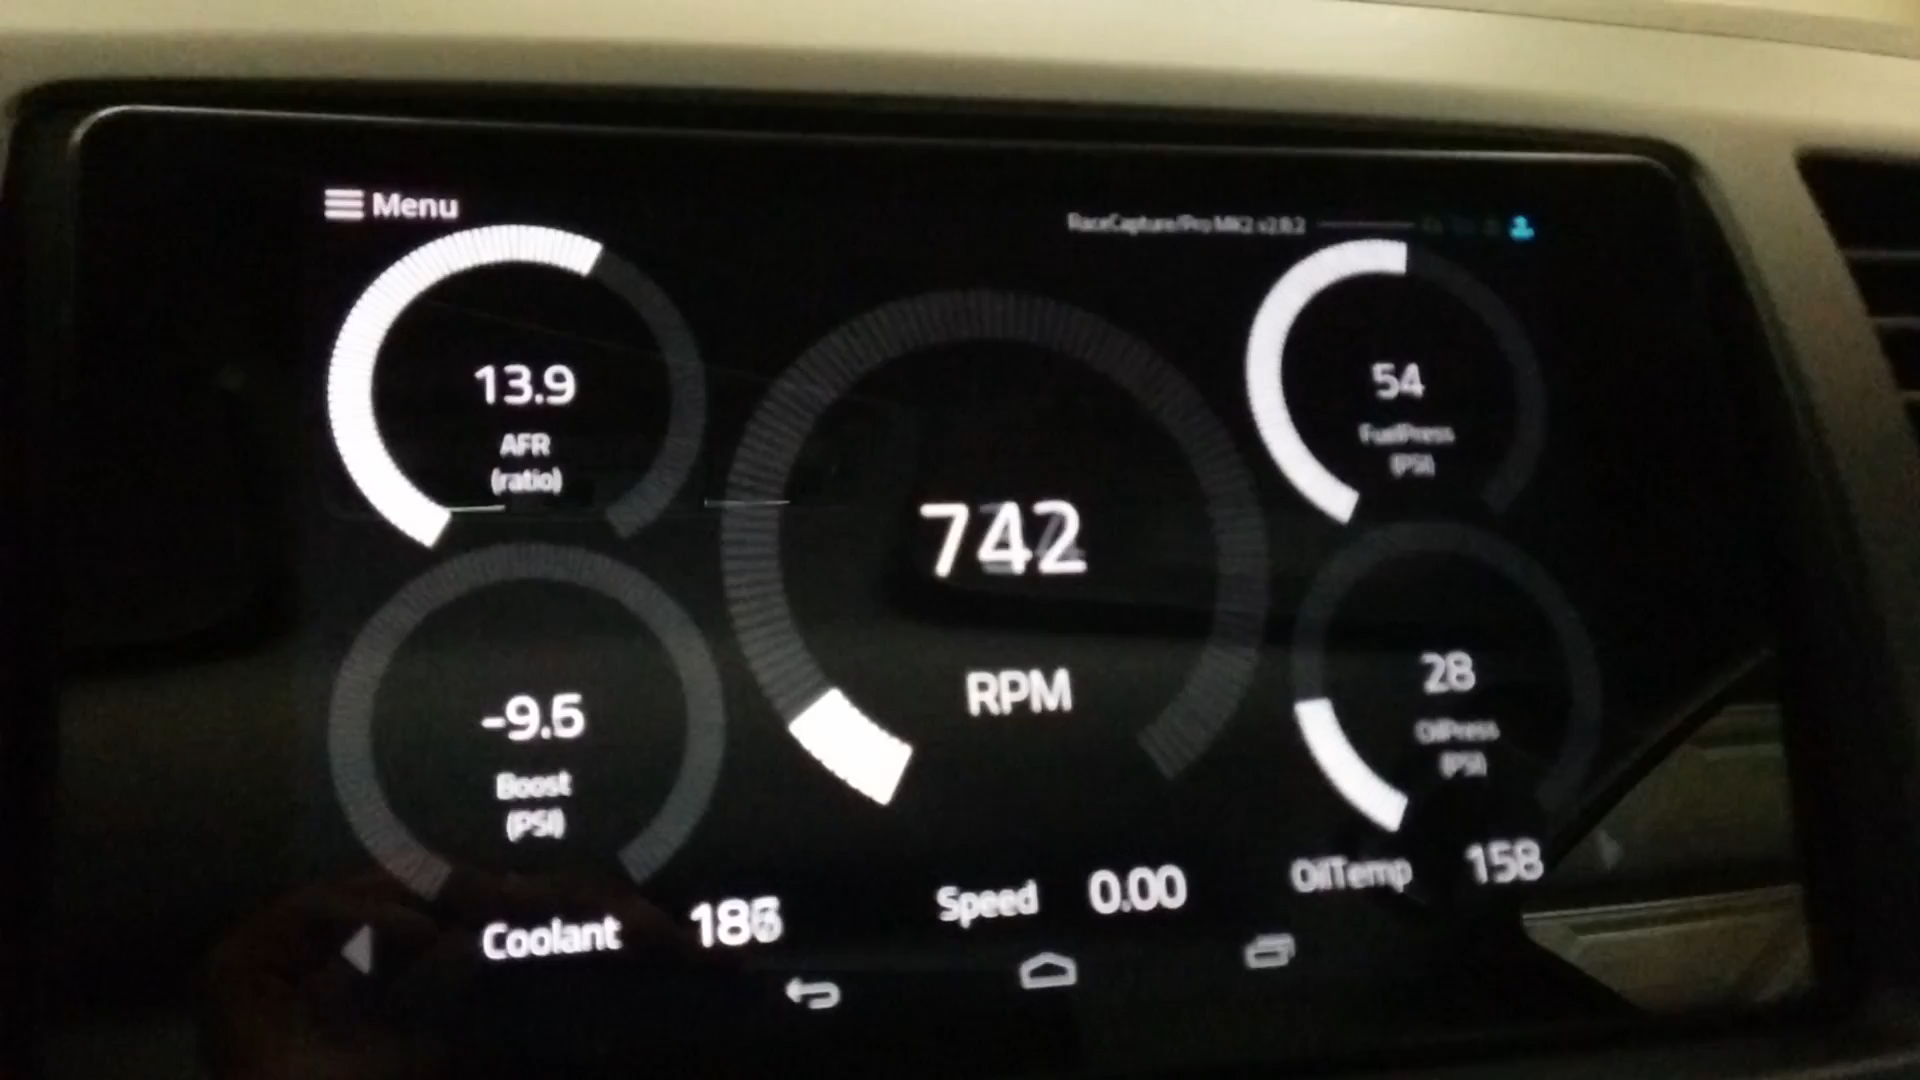 Menu
RaceCapture/Pro MK2 v2.8.2
13.9
AFR
(ratio)
54
FuelPress
(PSI)
742
RPM
-9.5
Boost
(PSI)
28
OilPress
(PSI)
Coolant
Speed 0.00
OilTemp 158